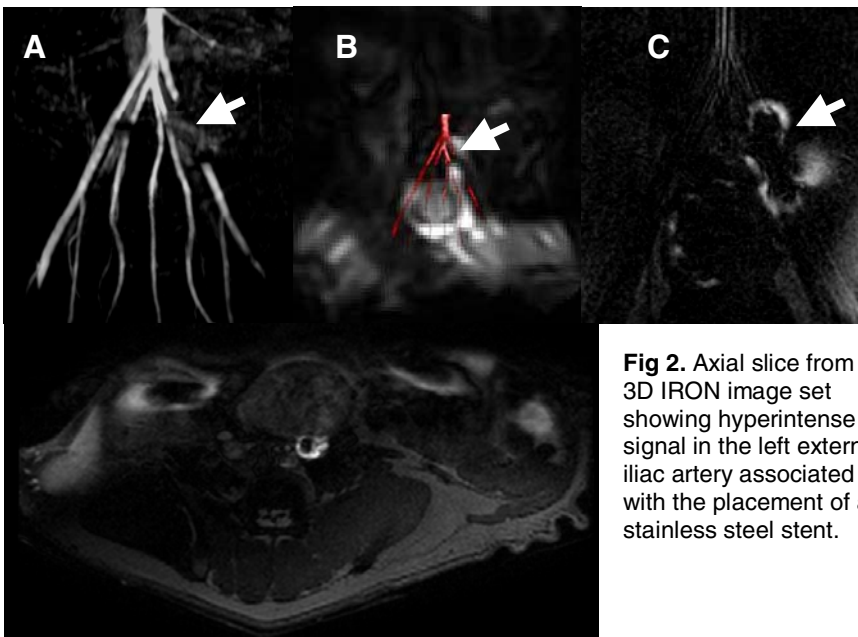 A
B
C
Fig 2. Axial slice from
3D IRON image set
showing hyperintense
signal in the left extern
iliac artery associated
with the placement of
stainless steel stent.